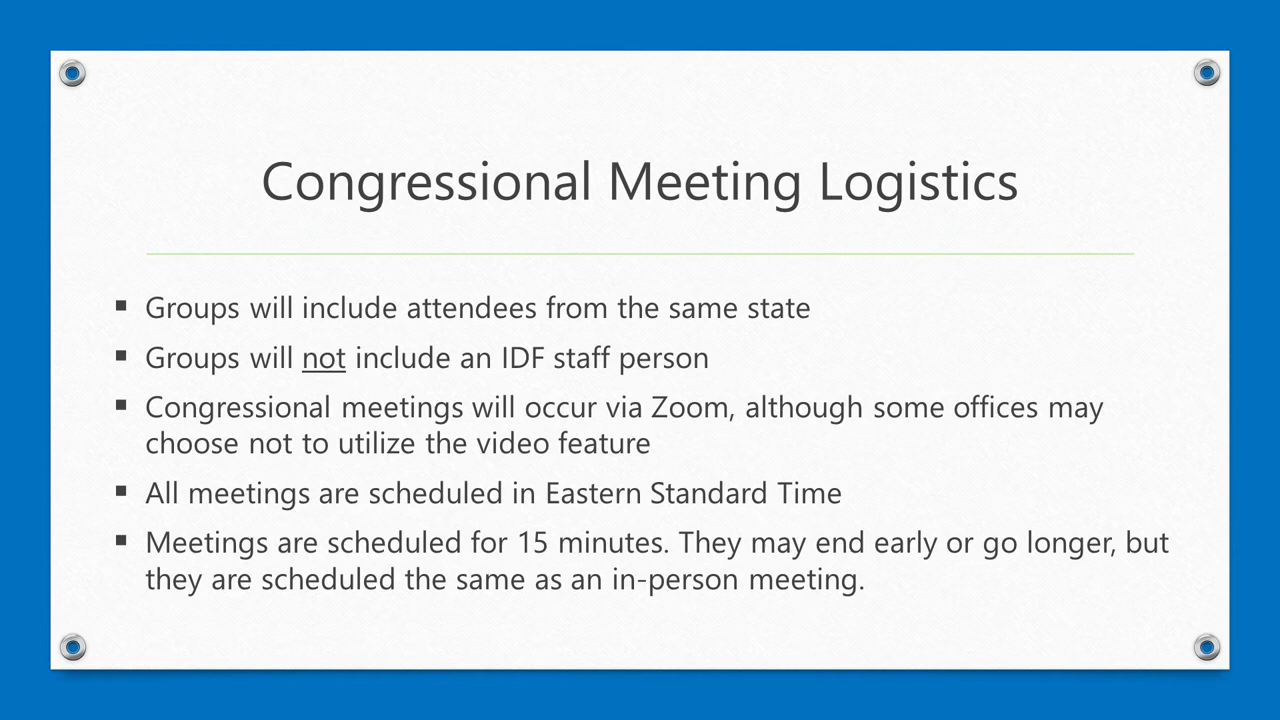 Congressional Meeting Logistics
▪ Groups will include attendees from the same state
▪ Groups will not include an IDF staff person
▪ Congressional meetings will occur via Zoom, although some offices may
choose not to utilize the video feature
▪ All meetings are scheduled in Eastern Standard Time
▪ Meetings are scheduled for 15 minutes. They may end early or go longer, but
they are scheduled the same as an in-person meeting.